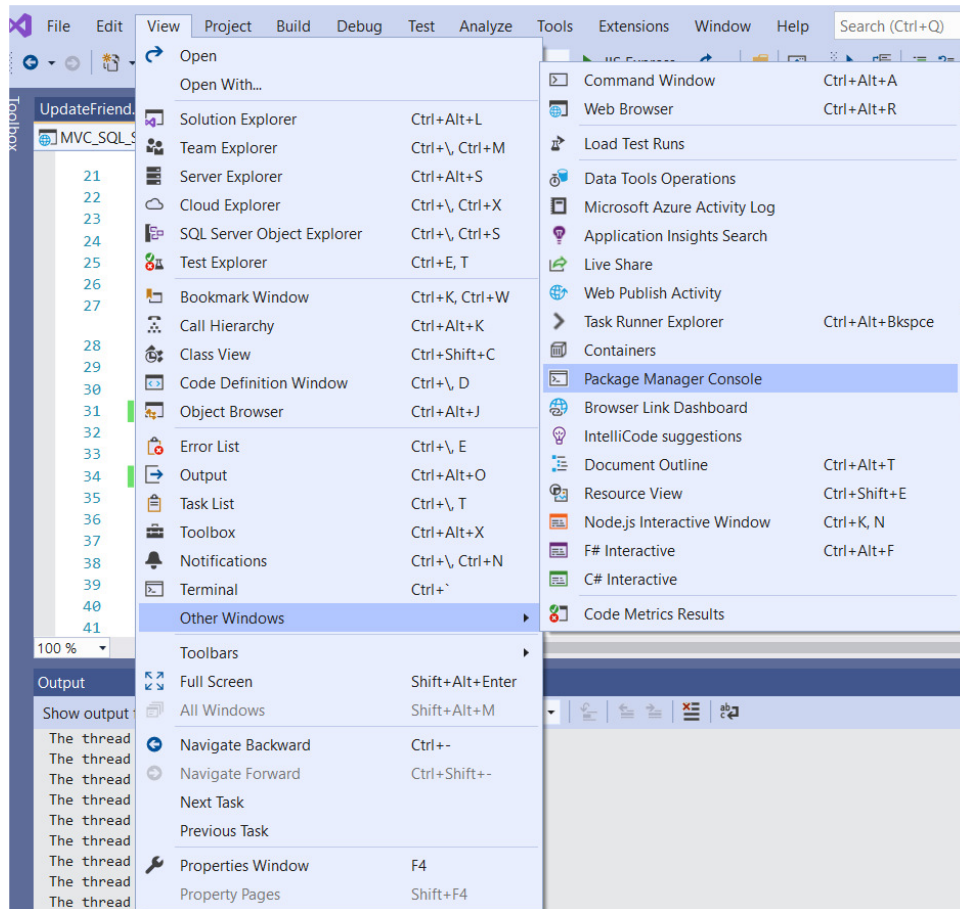 File Edit View Project Build Debug Test Analyze Tools Extensions Window Help Search (Ctrl+Q)
Toolbox
UpdateFriend.
MVC_SQL_S
21
22
23
24
25
26
27
28
29
30
31
32
33
34
35
36
37
38
39
40
41
100 %
Output
Show output
The thread
The thread
The thread
The thread
The thread
The thread
The thread
The thread
The thread
Open
Open With...
Solution Explorer Ctrl+Alt+L
Team Explorer Ctrl+\, Ctrl+M
Server Explorer Ctrl+Alt+S
Cloud Explorer Ctrl+\, Ctrl+X
SQL Server Object Explorer Ctrl+\, Ctrl+S
Test Explorer Ctrl+E, T
Bookmark Window Ctrl+K, Ctrl+W
Call Hierarchy Ctrl+Alt+K
Class View Ctrl+Shift+C
Code Definition Window Ctrl+\, D
Object Browser Ctrl+Alt+J
Error List Ctrl+\, E
Output Ctrl+Alt+O
Task List Ctrl+\, T
Toolbox Ctrl+Alt+X
Notifications Ctrl+\, Ctrl+N
Terminal Ctrl+`
Other Windows
Toolbars
Full Screen Shift+Alt+Enter
All Windows Shift+Alt+M
Navigate Backward Ctrl+-
Navigate Forward Ctrl+Shift+-
Next Task
Previous Task
Properties Window F4
Property Pages Shift+F4
Command Window Ctrl+Alt+A
Web Browser Ctrl+Alt+R
Load Test Runs
Data Tools Operations
Microsoft Azure Activity Log
Application Insights Search
Live Share
Web Publish Activity
Task Runner Explorer Ctrl+Alt+Bkspce
Containers
Package Manager Console
Browser Link Dashboard
IntelliCode suggestions
Document Outline Ctrl+Alt+T
Resource View Ctrl+Shift+E
Node.js Interactive Window Ctrl+K, N
F# Interactive Ctrl+Alt+F
C# Interactive
Code Metrics Results